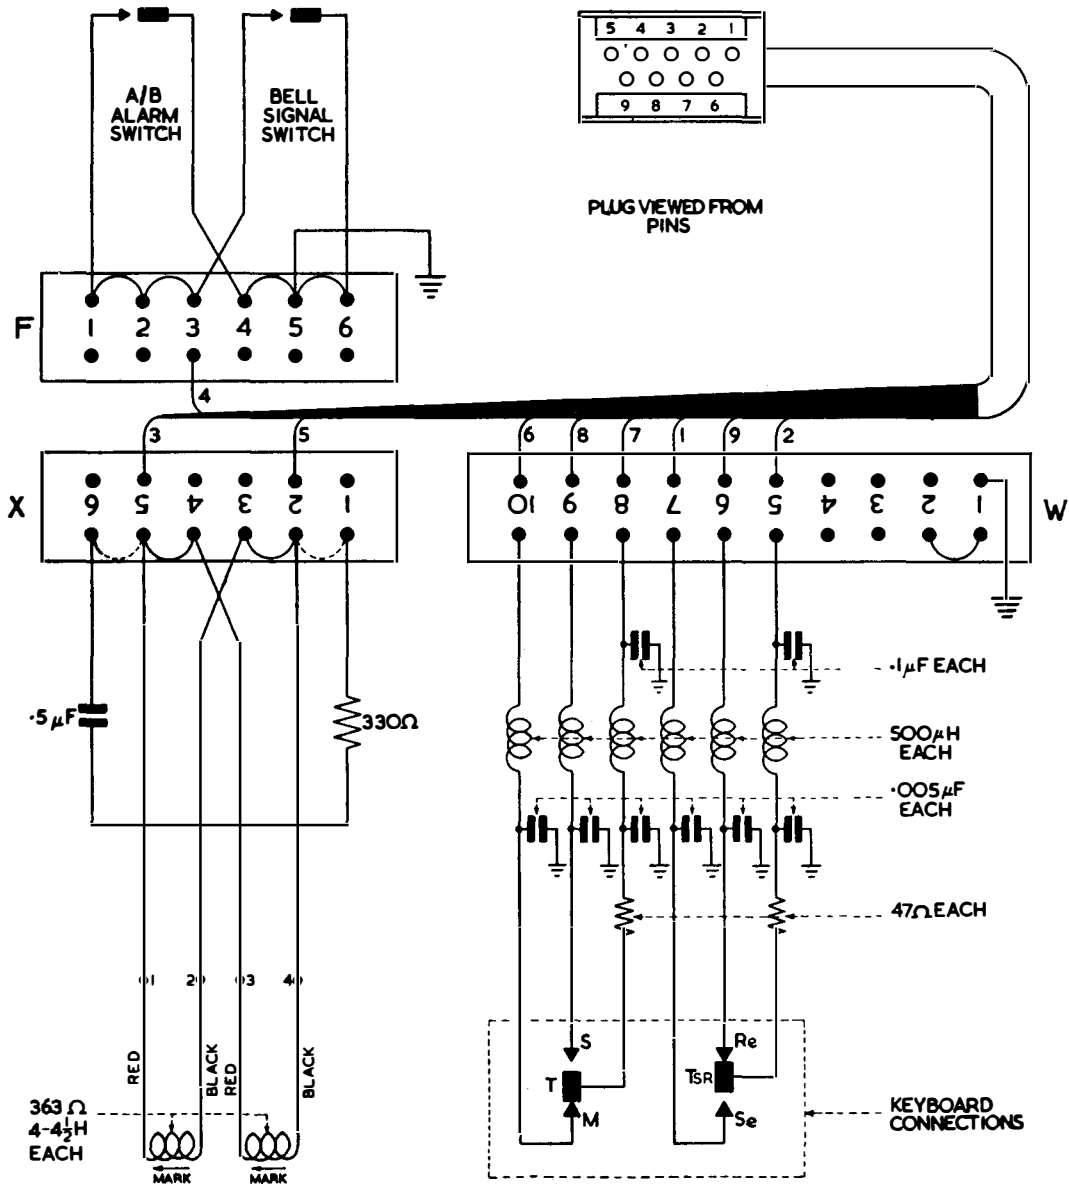 A/B
ALARM
SWITCH
BELL
SIGNAL
SWITCH
5 4 3 2 1
9 8 7 6
PLUG VIEWED FROM
PINS
F
1 2 3 4 5 6
4
3 5
6 8 7 1 9 2
X
6 5 4 3 2 1
W
10 9 8 7 6 5 4 3 2 1
.1µF EACH
.5µF
330Ω
500µH
EACH
.005µF
EACH
47Ω EACH
1 2 3 4
RED
BLACK
RED
BLACK
S
T
M
Re
TSR
Se
KEYBOARD
CONNECTIONS
363Ω
4-4½H
EACH
MARK
MARK